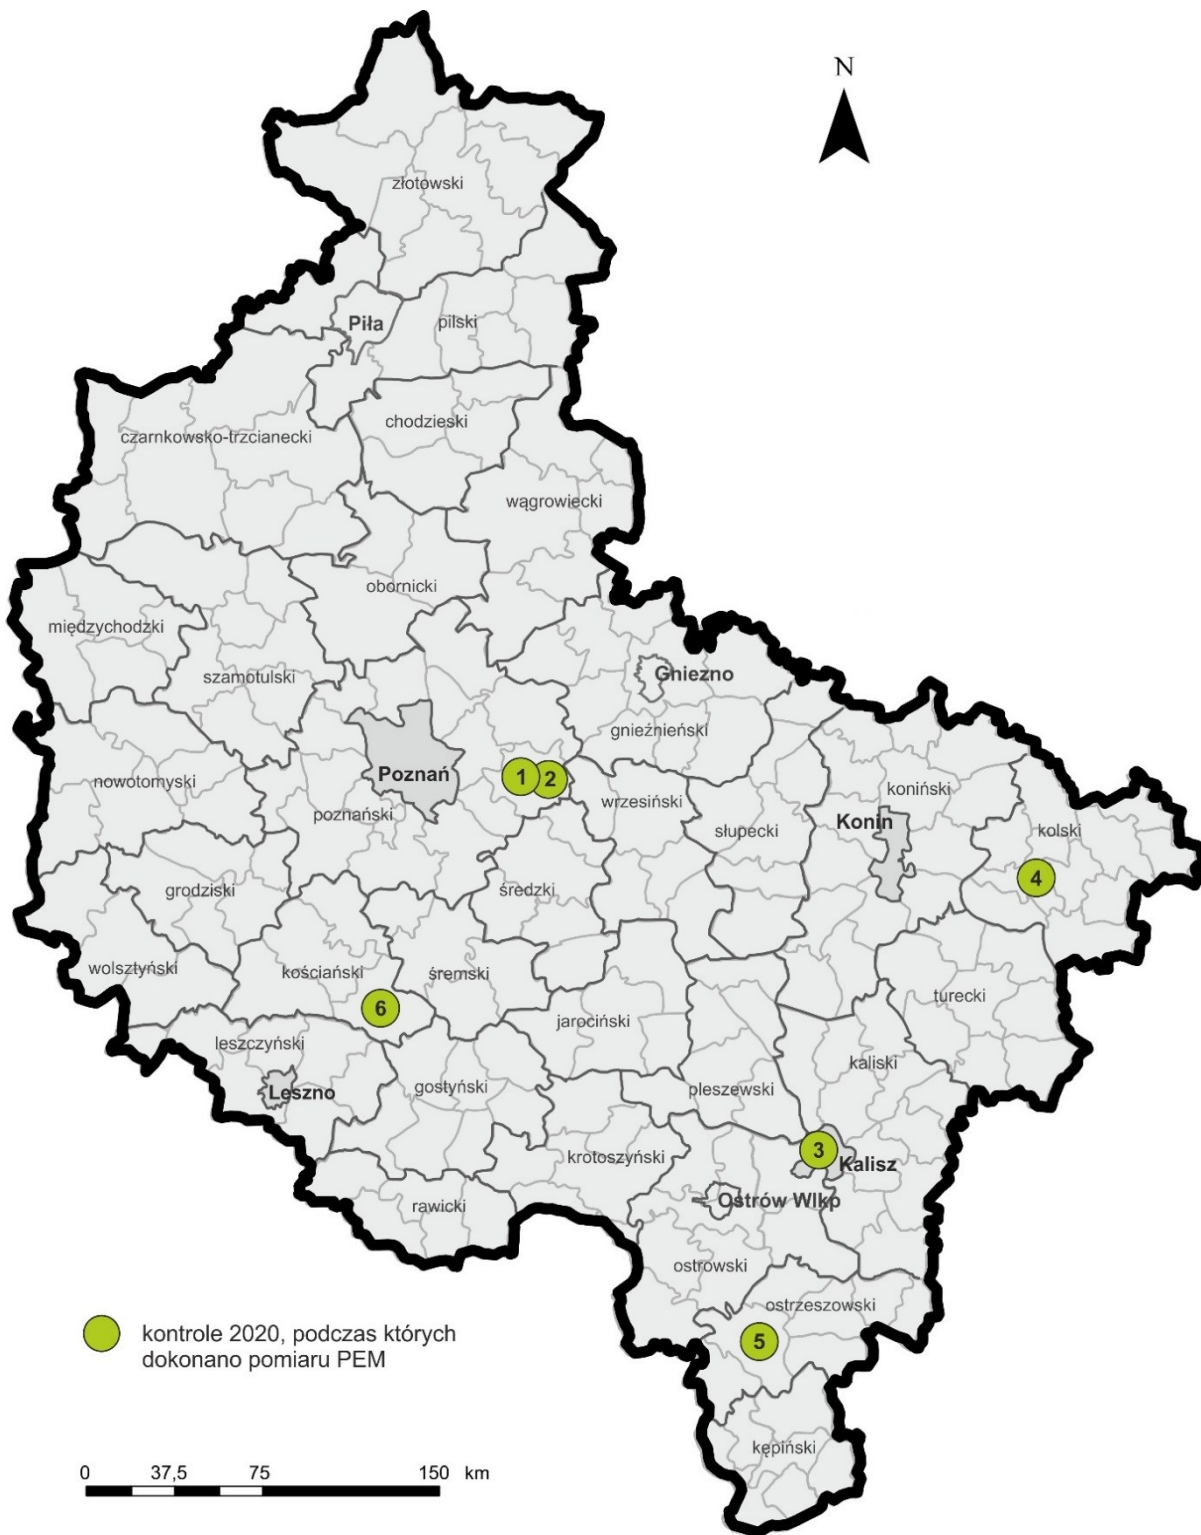 N
złotowski
Piła
pilski
chodzieski
czarnkowsko-trzcianecki
wągrowiecki
obornicki
międzychodzki
szamotulski
Gniezno
gnieźnieński
nowotomyski
Poznań
1
2
poznański
wrzesiński
słupecki
koniński
Konin
kolski
4
grodziski
średzki
wolsztyński
kościański
śremski
6
turecki
jarociński
leszczyński
Leszno
gostyński
kaliski
pleszewski
krotoszyński
3
Kalisz
rawicki
Ostrów Wlkp
ostrowski
ostrzeszowski
5
kępiński
kontrole 2020, podczas których
dokonano pomiaru PEM
0 37,5 75 150 km